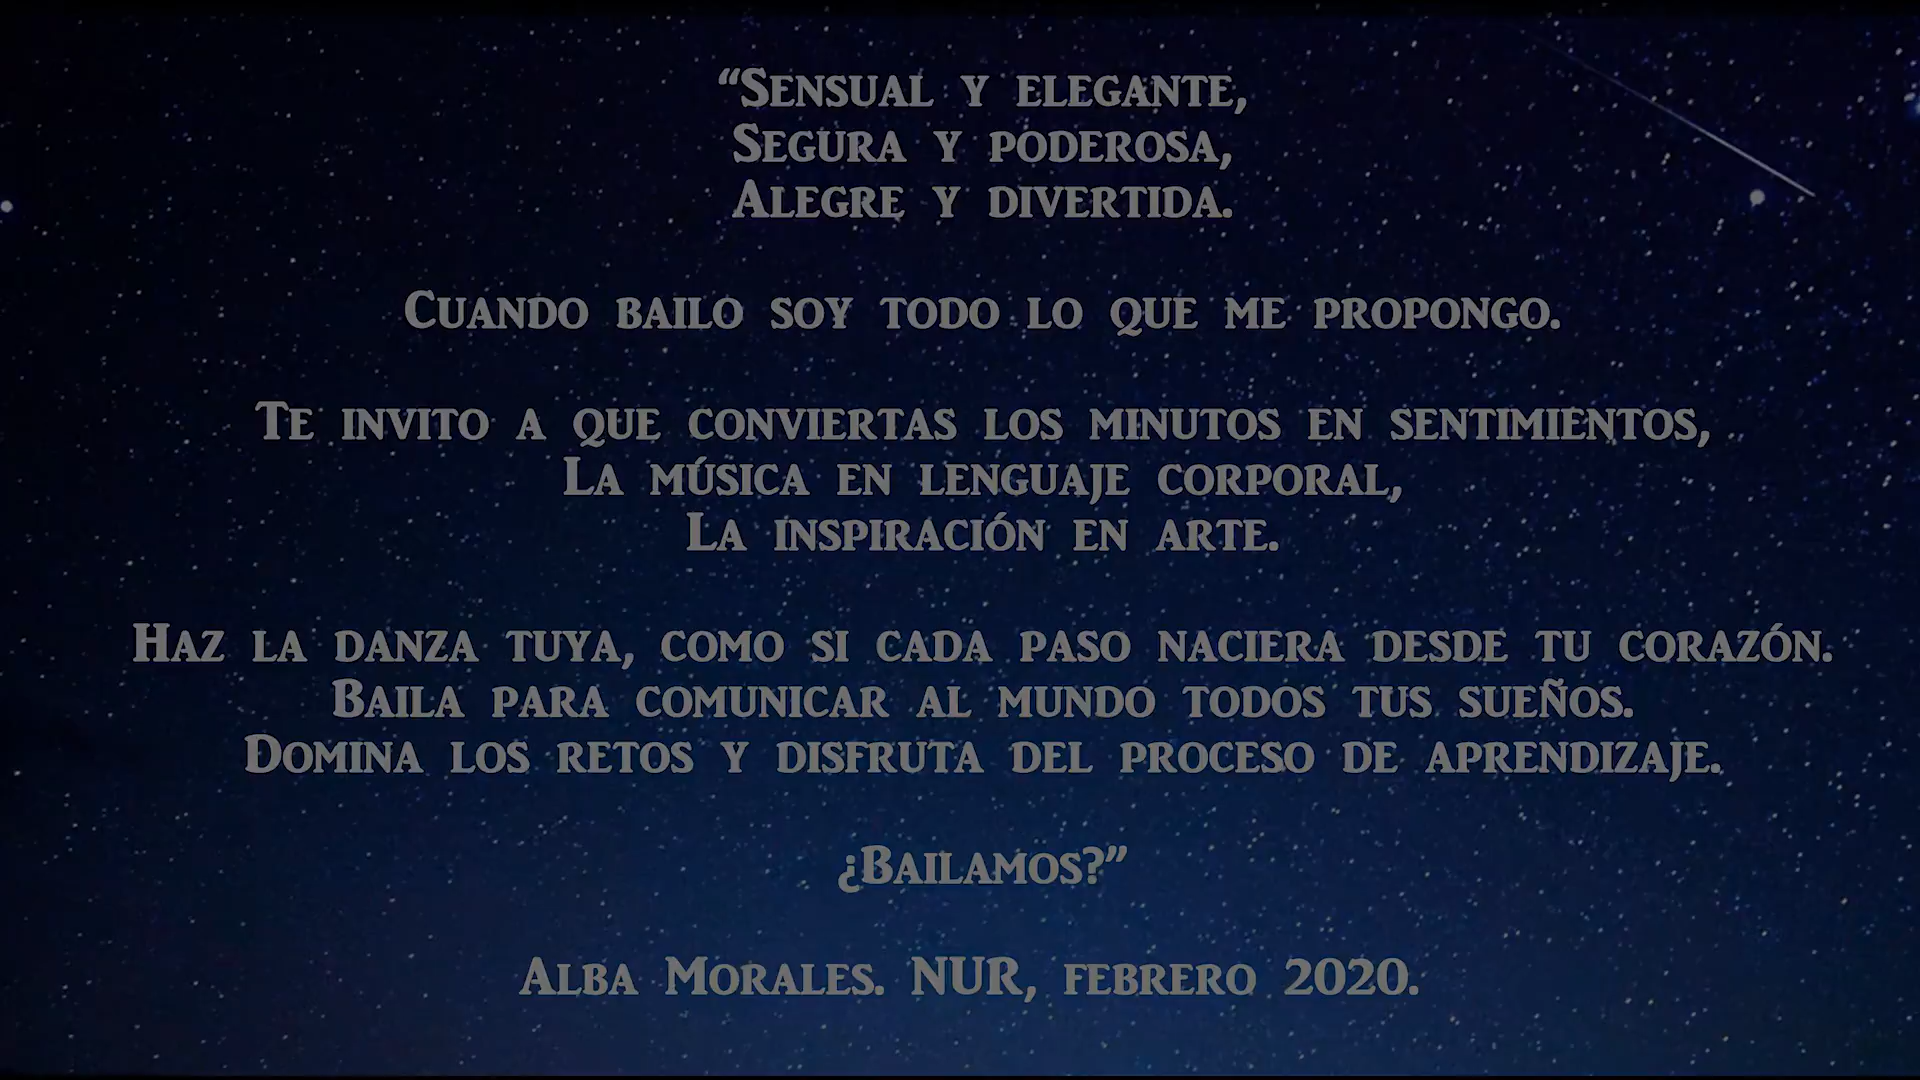 “Sensual y elegante,
Segura y poderosa,
Alegre y divertida.
Cuando bailo soy todo lo que me propongo.
Te invito a que conviertas los minutos en sentimientos,
La música en lenguaje corporal,
La inspiración en arte.
Haz la danza tuya, como si cada paso naciera desde tu corazón.
Baila para comunicar al mundo todos tus sueños.
Domina los retos y disfruta del proceso de aprendizaje.
¿Bailamos?”
Alba Morales. NUR, febrero 2020.